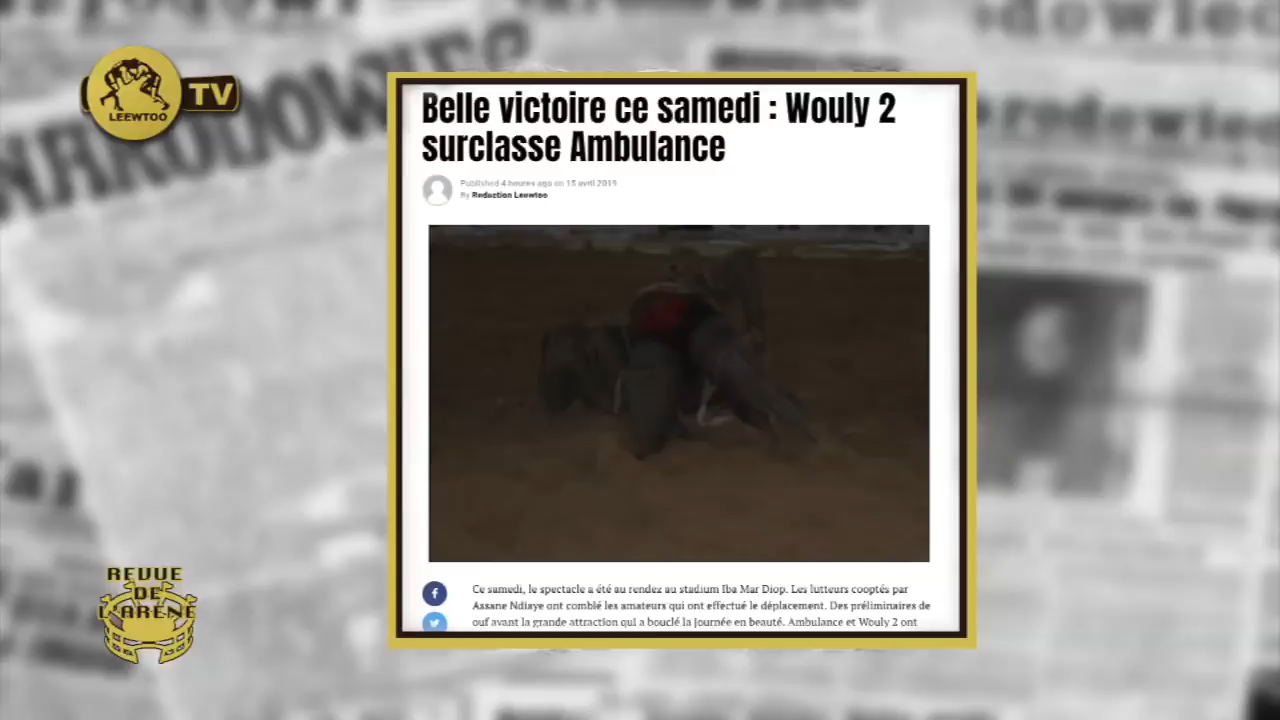 NARODOWIEC
rodowiec
LEEWTOO
TV
Belle victoire ce samedi : Wouly 2
surclasse Ambulance
Published 4 heures ago on 15 avril 2019
By Redaction Leewtoo
Ce samedi, le spectacle a été au rendez au stadium Iba Mar Diop. Les lutteurs cooptés par
Assane Ndiaye ont comblé les amateurs qui ont effectué le déplacement. Des préliminaires de
ouf avant la grande attraction qui a bouclé la journée en beauté. Ambulance et Wouly 2 ont
REVUE
DE
L'ARENE